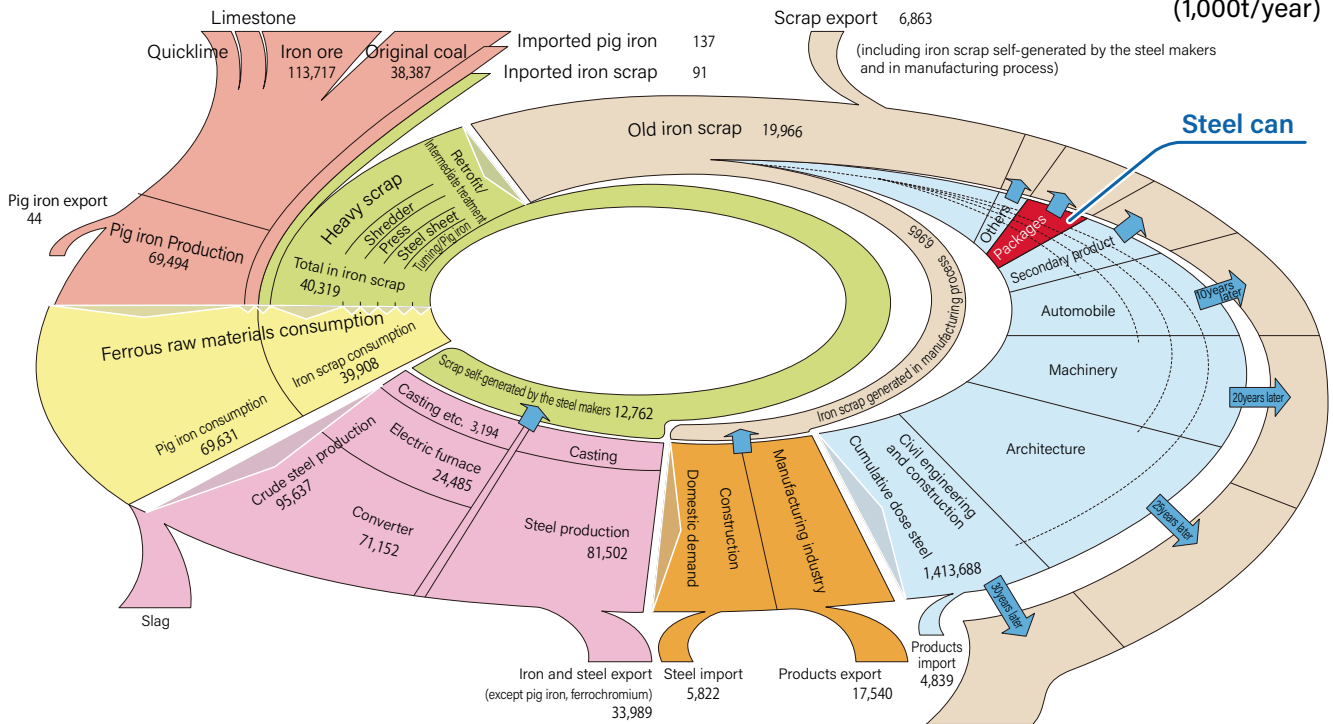 (1,000t/year)
Limestone
Quicklime
Iron ore
113,717
Original coal
38,387
Imported pig iron 137
Inported iron scrap 91
Scrap export 6,863
(including iron scrap self-generated by the steel makers
and in manufacturing process)
Steel can
Old iron scrap 19,966
Pig iron export
44
Pig iron Production
69,494
Heavy scrap
Shredder
Press
Steel sheet
Turning/Pig iron
Retrofit/
Intermediate treatment
Total in iron scrap
40,319
Ferrous raw materials consumption
Iron scrap consumption
39,908
Pig iron consumption
69,631
Scrap self-generated by the steel makers 12,762
Iron scrap generated in manufacturing process
6,965
Others
Packages
Secondary product
Automobile
Machinery
Architecture
Civil engineering
and construction
Cumulative dose steel
1,413,688
10years
later
20years later
25years later
30years later
Crude steel production
95,637
Casting etc. 3,194
Electric furnace
24,485
Converter
71,152
Casting
Steel production
81,502
Domestic demand
Construction
Manufacturing industry
Slag
Iron and steel export
(except pig iron, ferrochromium)
33,989
Steel import
5,822
Products export
17,540
Products
import
4,839